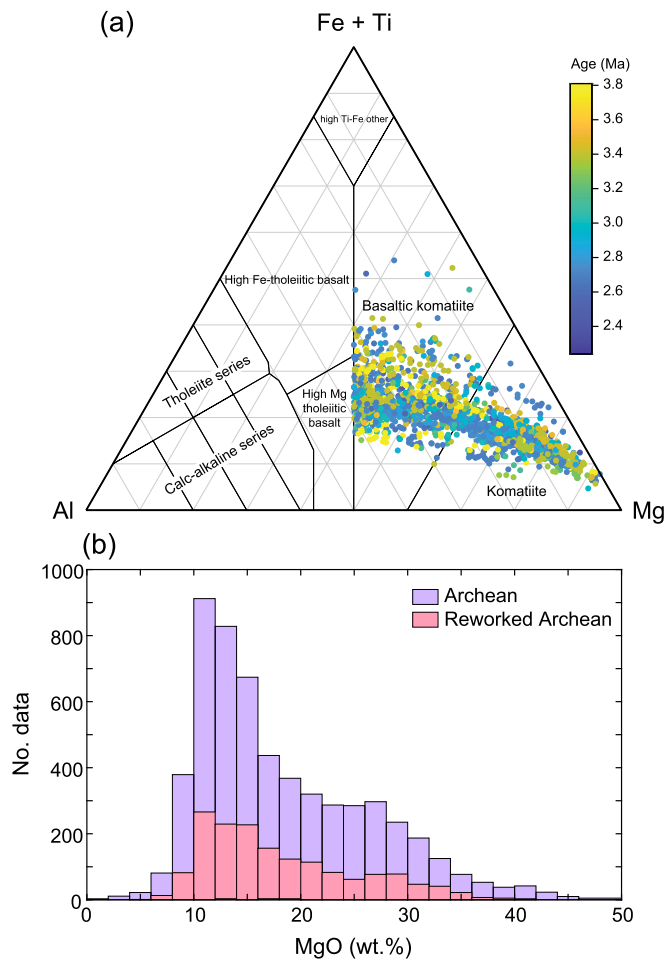 (a)
Fe + Ti
Age (Ma)
3.8
3.6
3.4
3.2
3.0
2.8
2.6
2.4
high Ti-Fe other
High Fe-tholeiitic basalt
Basaltic komatiite
Tholeiite series
High Mg
tholeiitic
basalt
Calc-alkaline series
Komatiite
Al
Mg
(b)
1000
800
600
400
200
0
No. data
Archean
Reworked Archean
0
10
20
30
40
50
MgO (wt.%)